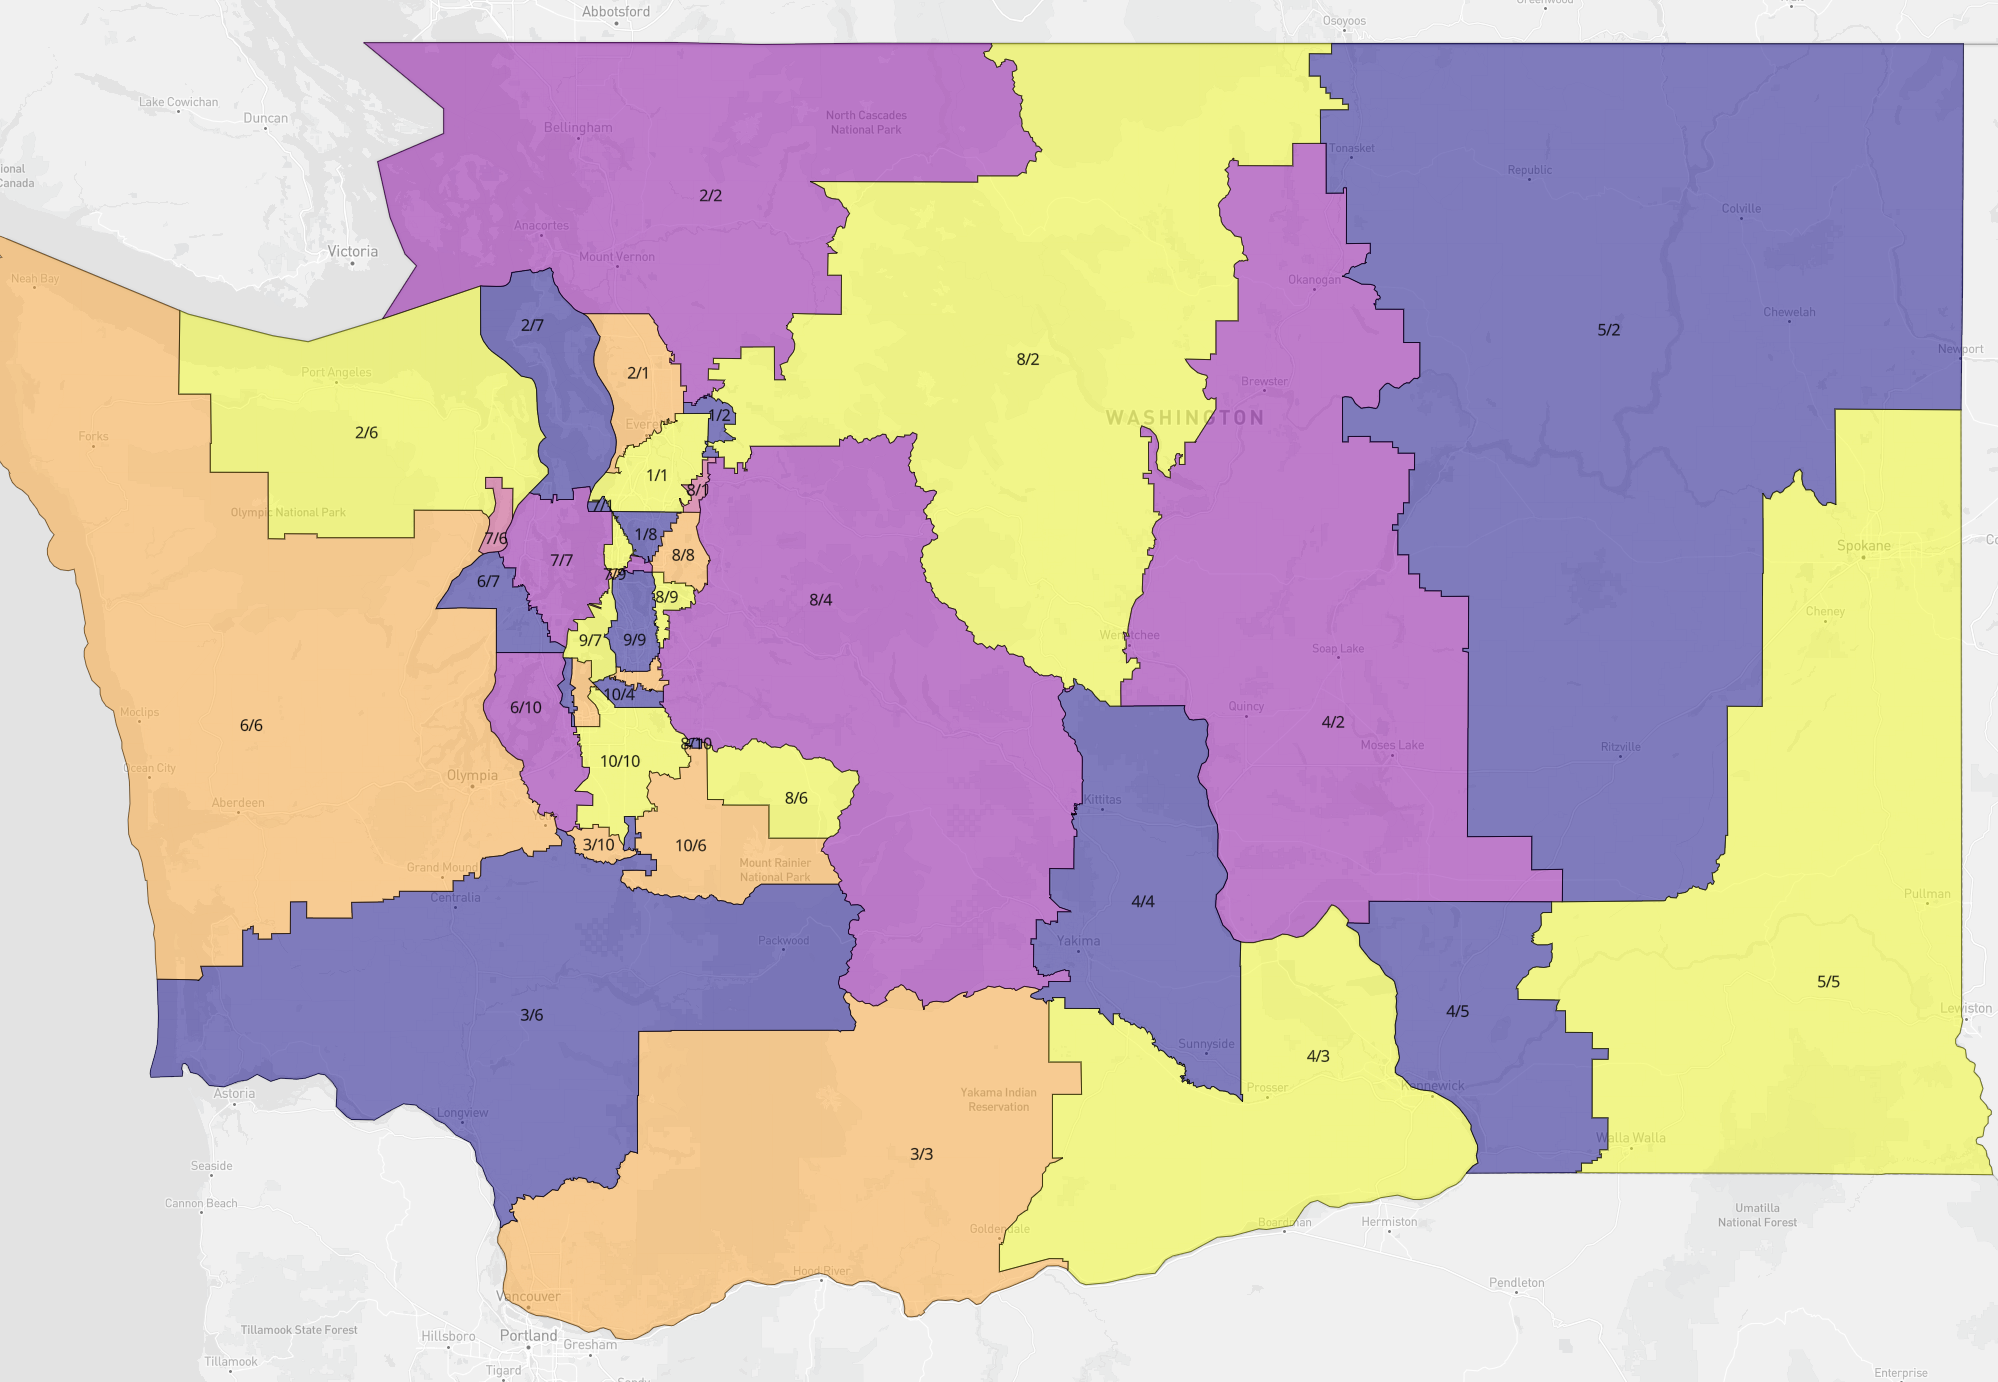 Abbotsford
Osoyoos
Lake Cowichan
Duncan
Bellingham
North Cascades
National Park
Tonasket
Republic
ional
Canada
2/2
Colville
Anacortes
Victoria
Mount Vernon
Neah Bay
Okanogan
Chewelah
2/7
5/2
Newport
8/2
Port Angeles
2/1
Brewster
1/2
WASHINGTON
Forks
2/6
Everett
1/1
8/1
7/1
Olympic National Park
7/6
1/8
Spokane
8/8
7/7
7/9
6/7
8/9
8/4
Cheney
9/9
9/7
Wenatchee
Soap Lake
10/4
6/10
Quincy
Moclips
6/6
4/2
8/10
Moses Lake
Ritzville
10/10
Ocean City
Olympia
8/6
Aberdeen
Kittitas
3/10
10/6
Grand Mound
Mount Rainier
National Park
Centralia
4/4
Pullman
Packwood
Yakima
5/5
3/6
4/5
Lewiston
Sunnyside
4/3
Astoria
Yakama Indian
Reservation
Prosser
Kennewick
Longview
Walla Walla
3/3
Seaside
Cannon Beach
Umatilla
National Forest
Goldendale
Boardman
Hermiston
Hood River
Vancouver
Pendleton
Tillamook State Forest
Hillsboro
Portland
Gresham
Tillamook
Tigard
Enterprise